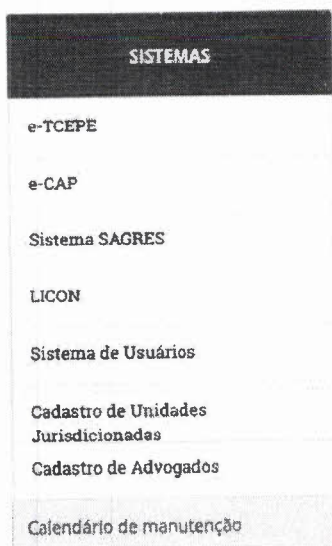 SISTEMAS
e-TCEPE
e-CAP
Sistema SAGRES
LICON
Sistema de Usuários
Cadastro de Unidades
Jurisdicionadas
Cadastro de Advogados
Calendário de manutenção